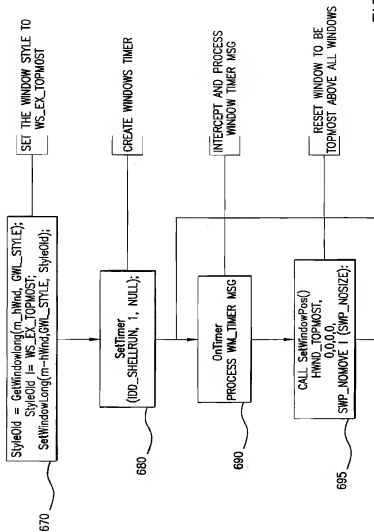 StyleOld = GetWindowLong(m_hWnd, GWL_STYLE);
StyleOld |= WS_EX_TOPMOST;
SetWindowLong(m-hWnd,GWL_STYLE, StyleOld);
670
SET THE WINDOW STYLE TO
WS_EX_TOPMOST
SetTimer
(IDD_SHELLRUN, 1, NULL);
680
CREATE WINDOWS TIMER
OnTimer
PROCESS WM_TIMER MSG
690
INTERCEPT AND PROCESS
WINDOW TIMER MSG
CALL SetWindowPos()
HWND_TOPMOST,
0,0,0,0,
SWP_NOMOVE | (SWP_NOSIZE);
695
RESET WINDOW TO BE
TOPMOST ABOVE ALL WINDOWS